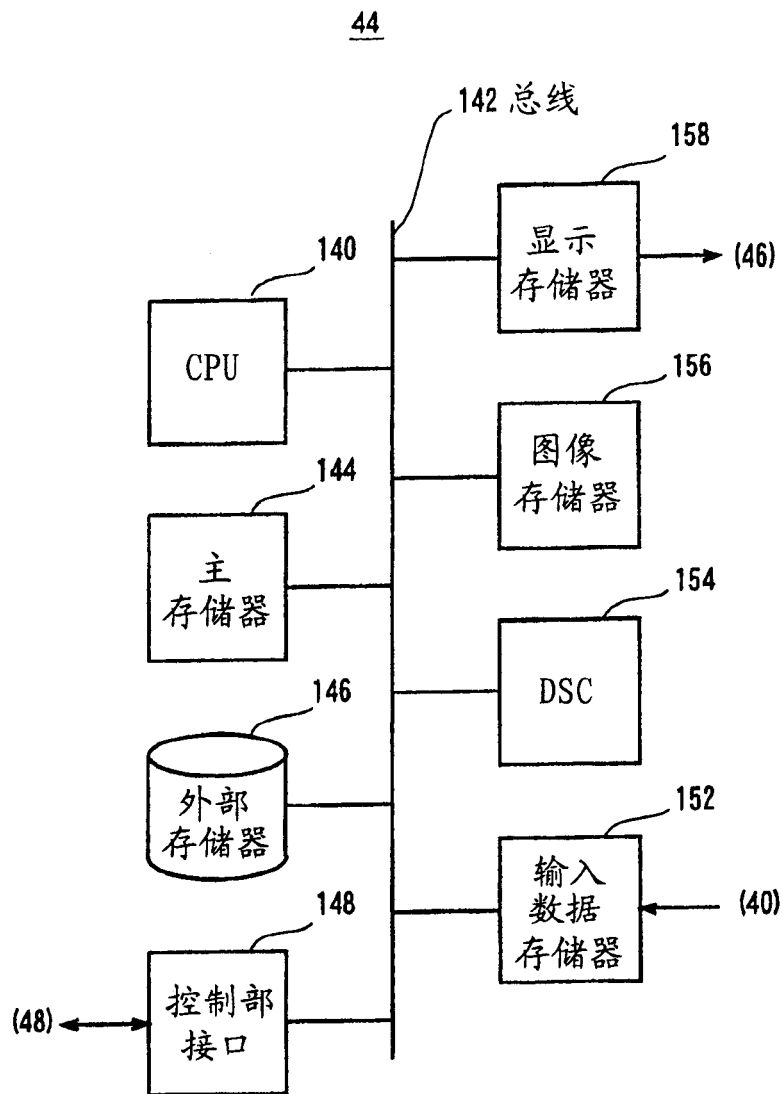 44
142 总线
158
显示
存储器
(46)
140
CPU
156
图像
存储器
144
主
存储器
154
DSC
146
外部
存储器
152
输入
数据
存储器
(40)
148
控制部
接口
(48)